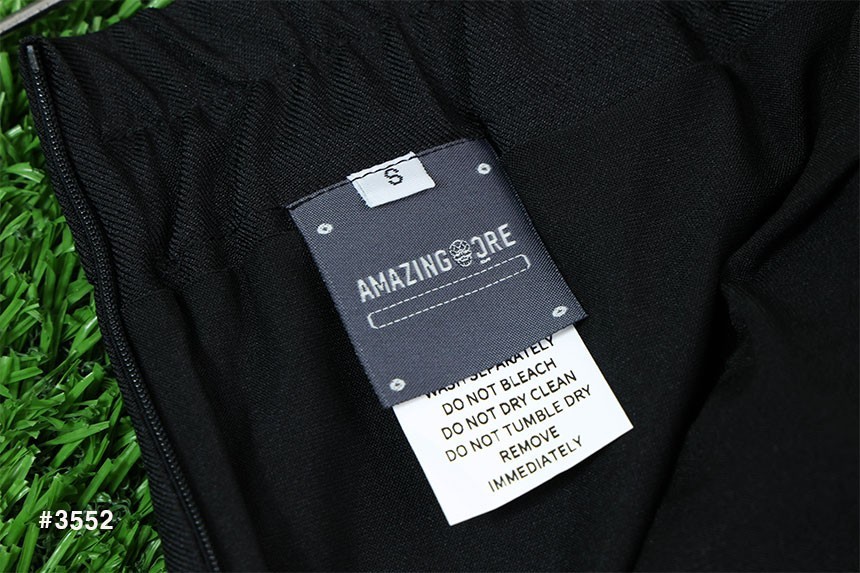 S
AMAZING ORE
WASH SEPARATELY
DO NOT BLEACH
DO NOT DRY CLEAN
DO NOT TUMBLE DRY
REMOVE
IMMEDIATELY
#3552